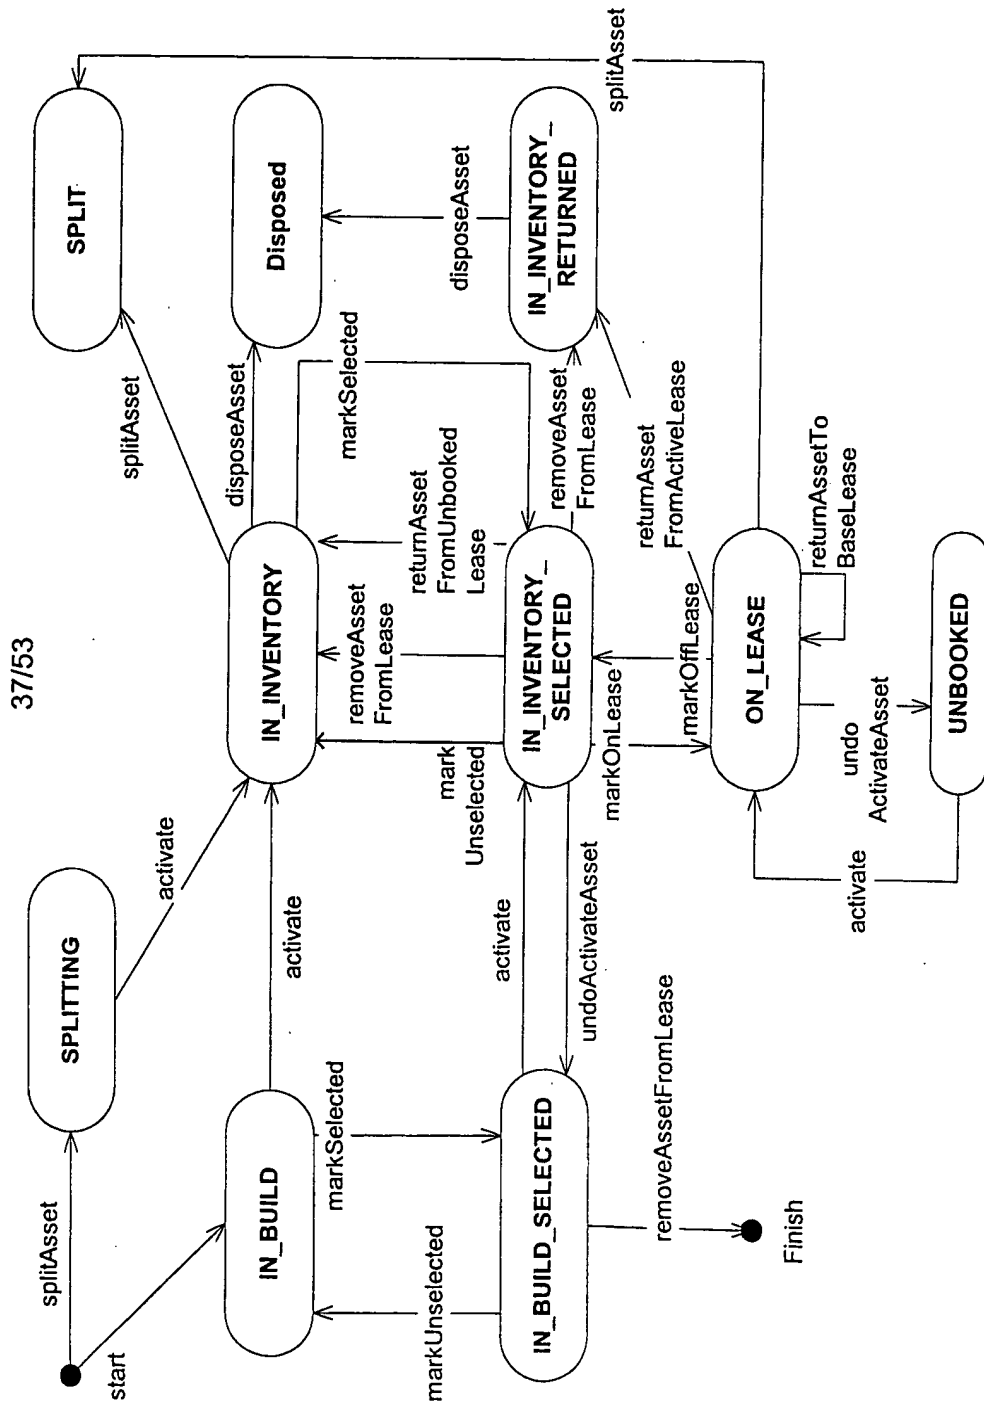 37/53
start
splitAsset
SPLITTING
activate
IN_BUILD
activate
markSelected
markUnselected
IN_BUILD_SELECTED
activate
undoActivateAsset
removeAssetFromLease
Finish
IN_INVENTORY
splitAsset
SPLIT
disposeAsset
Disposed
markSelected
mark
Unselected
removeAsset
FromLease
returnAsset
FromUnbooked
Lease
IN_INVENTORY_
SELECTED
removeAsset
FromLease
IN_INVENTORY_
RETURNED
disposeAsset
markOnLease
markOffLease
returnAsset
FromActiveLease
ON_LEASE
splitAsset
returnAssetTo
BaseLease
undo
ActivateAsset
activate
UNBOOKED